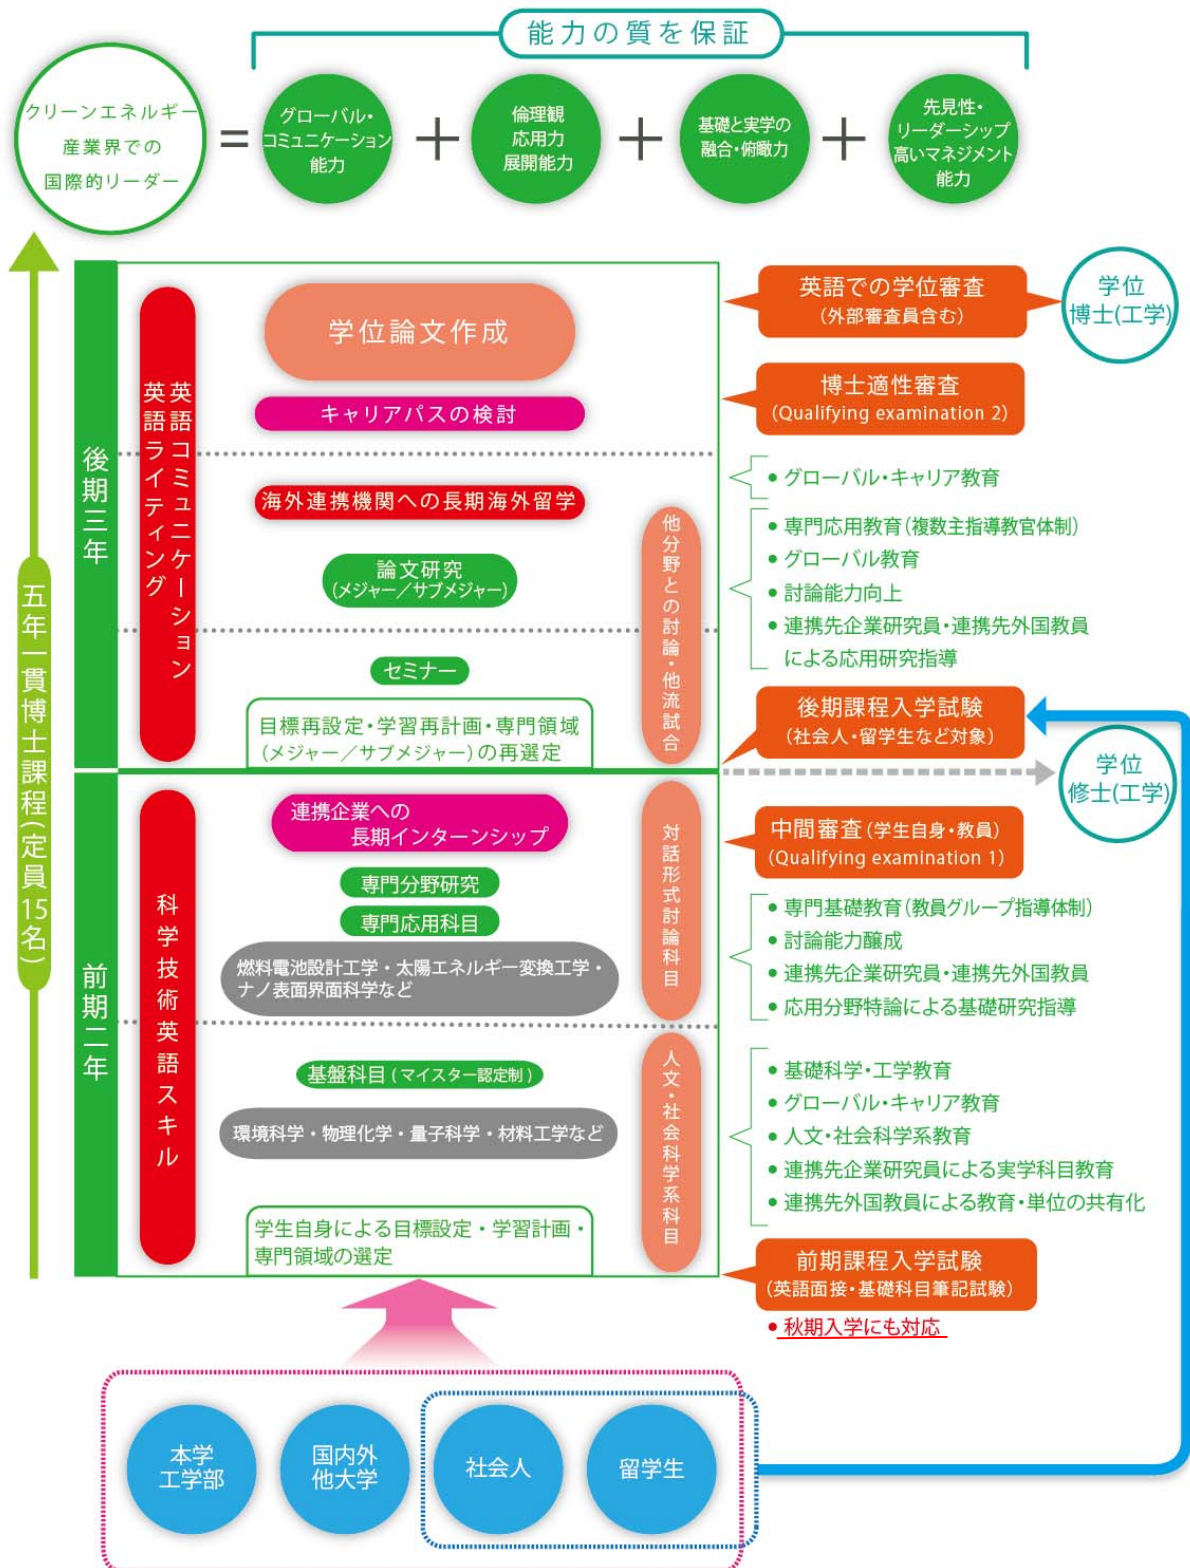 能力の質を保証
クリーンエネルギー
産業界での
国際的リーダー
=
グローバル・
コミュニケーション
能力
+
倫理観
応用力
展開能力
+
基礎と実学の
融合・俯瞰力
+
先見性・
リーダーシップ
高いマネジメント
能力
五年一貫博士課程(定員15名)
後期三年
英語コミュニケーション
英語ライティング
学位論文作成
キャリアパスの検討
海外連携機関への長期海外留学
論文研究
(メジャー／サブメジャー)
セミナー
目標再設定・学習再計画・専門領域
(メジャー／サブメジャー)の再選定
他分野との討論・他流試合
英語での学位審査
(外部審査員含む)
学位
博士(工学)
博士適性審査
(Qualifying examination 2)
• グローバル・キャリア教育
• 専門応用教育(複数主指導教官体制)
• グローバル教育
• 討論能力向上
• 連携先企業研究員・連携先外国教員
による応用研究指導
後期課程入学試験
(社会人・留学生など対象)
学位
修士(工学)
前期二年
科学技術英語スキル
連携企業への
長期インターンシップ
専門分野研究
専門応用科目
燃料電池設計工学・太陽エネルギー変換工学・
ナノ表面界面科学など
基盤科目(マイスター認定制)
環境科学・物理化学・量子科学・材料工学など
学生自身による目標設定・学習計画・
専門領域の選定
対話形式討論科目
人文・社会科学系科目
中間審査(学生自身・教員)
(Qualifying examination 1)
• 専門基礎教育(教員グループ指導体制)
• 討論能力醸成
• 連携先企業研究員・連携先外国教員
• 応用分野特論による基礎研究指導
• 基礎科学・工学教育
• グローバル・キャリア教育
• 人文・社会科学系教育
• 連携先企業研究員による実学科目教育
• 連携先外国教員による教育・単位の共有化
前期課程入学試験
(英語面接・基礎科目筆記試験)
• 秋期入学にも対応
本学
工学部
国内外
他大学
社会人
留学生